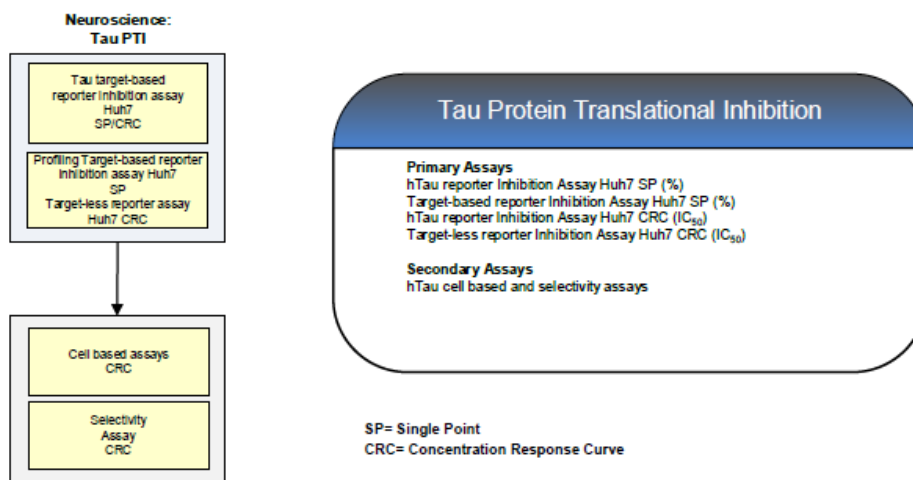 Neuroscience:
Tau PTI
Tau target-based
reporter Inhibition assay
Huh7
SP/CRC
Profiling Target-based reporter
Inhibition assay Huh7
SP
Target-less reporter assay
Huh7 CRC
Cell based assays
CRC
Selectivity
Assay
CRC
Tau Protein Translational Inhibition
Primary Assays
hTau reporter Inhibition Assay Huh7 SP (%)
Target-based reporter Inhibition Assay Huh7 SP (%)
hTau reporter Inhibition Assay Huh7 CRC (IC₅₀)
Target-less reporter Inhibition Assay Huh7 CRC (IC₅₀)
Secondary Assays
hTau cell based and selectivity assays
SP= Single Point
CRC= Concentration Response Curve